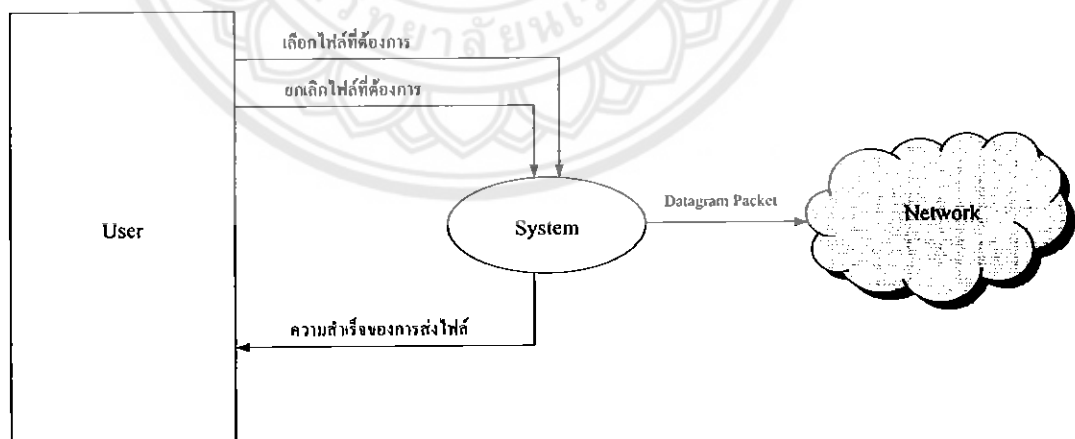 เลือกไฟล์ที่ต้องการ
ยกเลิกไฟล์ที่ต้องการ
User
System
Datagram Packet
Network
ความสำเร็จของการส่งไฟล์